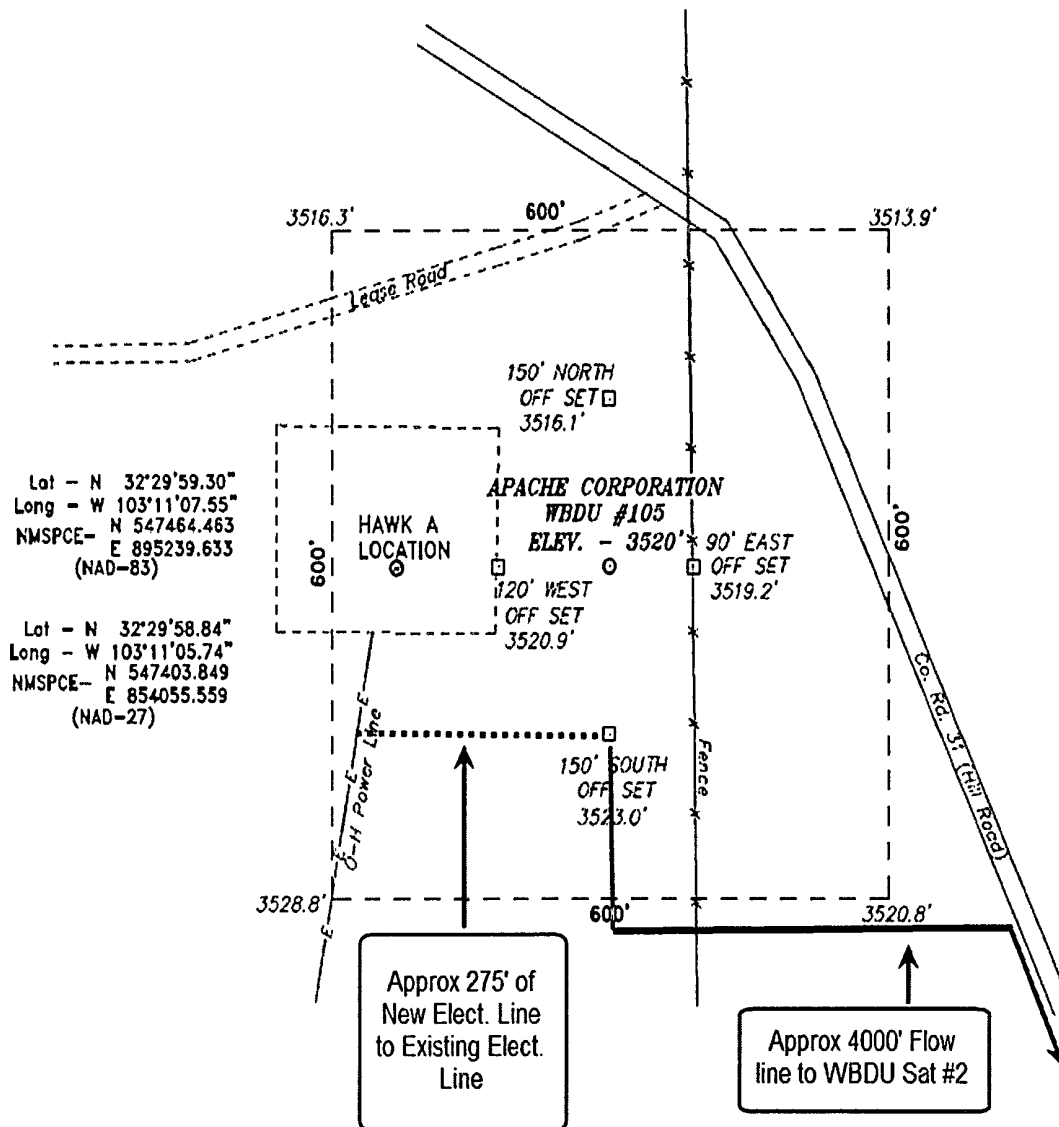 3516.3'
600'
3513.9'
Lease Road
150' NORTH
OFF SET
3516.1'
Lat - N 32°29'59.30"
Long - W 103°11'07.55"
NMSPCE- N 547464.463
E 895239.633
(NAD-83)
Lat - N 32°29'58.84"
Long - W 103°11'05.74"
NMSPCE- N 547403.849
E 854055.559
(NAD-27)
600'
HAWK A
LOCATION
APACHE CORPORATION
WBDU #105
ELEV. - 3520'
90' EAST
OFF SET
3519.2'
600'
120' WEST
OFF SET
3520.9'
E
E
E
E
O-H Power Line
150' SOUTH
OFF SET
3523.0'
Fence
Co. Rd. 31 (Hill Road)
3528.8'
600'
3520.8'
Approx 275' of
New Elect. Line
to Existing Elect.
Line
Approx 4000' Flow
line to WBDU Sat #2